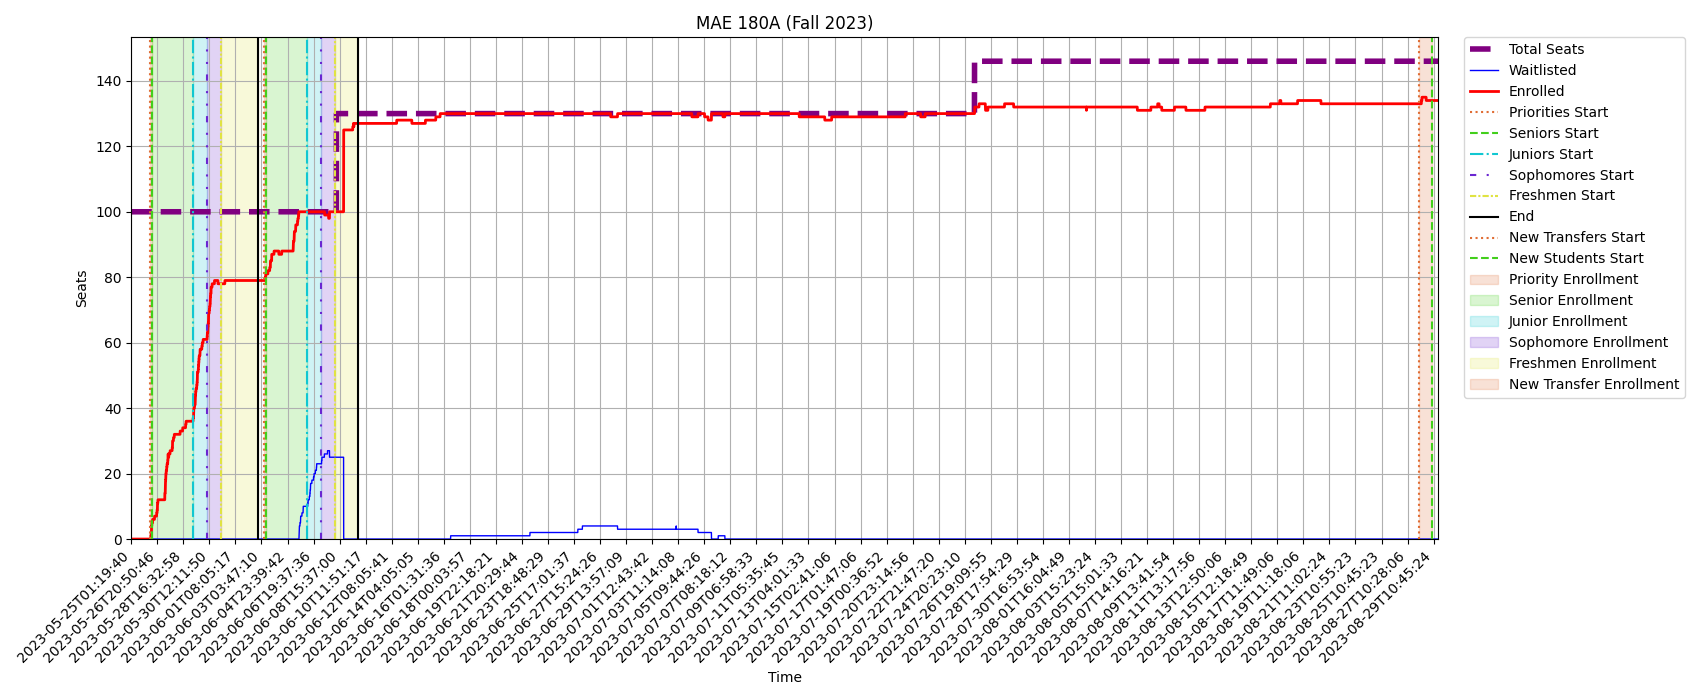 MAE 180A (Fall 2023)
Seats
140
120
100
80
60
40
20
0
2023-05-25T01:19:40
2023-05-26T20:50:46
2023-05-28T16:32:58
2023-05-30T12:11:50
2023-06-01T08:05:17
2023-06-03T03:47:10
2023-06-04T23:39:42
2023-06-06T19:37:36
2023-06-08T15:37:00
2023-06-10T11:51:17
2023-06-12T08:05:41
2023-06-14T04:05:05
2023-06-16T01:31:36
2023-06-18T00:03:57
2023-06-19T22:18:21
2023-06-21T20:29:44
2023-06-23T18:48:29
2023-06-25T17:01:37
2023-06-27T15:24:26
2023-06-29T13:57:09
2023-07-01T12:43:42
2023-07-03T11:14:08
2023-07-05T09:44:26
2023-07-07T08:18:12
2023-07-09T06:58:33
2023-07-11T05:35:45
2023-07-13T04:01:33
2023-07-15T02:41:06
2023-07-17T01:47:06
2023-07-19T00:36:52
2023-07-20T23:14:56
2023-07-22T21:47:20
2023-07-24T20:23:10
2023-07-26T19:09:55
2023-07-28T17:54:29
2023-07-30T16:53:54
2023-08-01T16:04:49
2023-08-03T15:23:24
2023-08-05T15:01:33
2023-08-07T14:16:21
2023-08-09T13:41:54
2023-08-11T13:17:56
2023-08-13T12:50:06
2023-08-15T12:18:49
2023-08-17T11:49:06
2023-08-19T11:18:06
2023-08-21T11:02:24
2023-08-23T10:55:23
2023-08-25T10:45:23
2023-08-27T10:28:06
2023-08-29T10:45:24
Time
Total Seats
Waitlisted
Enrolled
Priorities Start
Seniors Start
Juniors Start
Sophomores Start
Freshmen Start
End
New Transfers Start
New Students Start
Priority Enrollment
Senior Enrollment
Junior Enrollment
Sophomore Enrollment
Freshmen Enrollment
New Transfer Enrollment